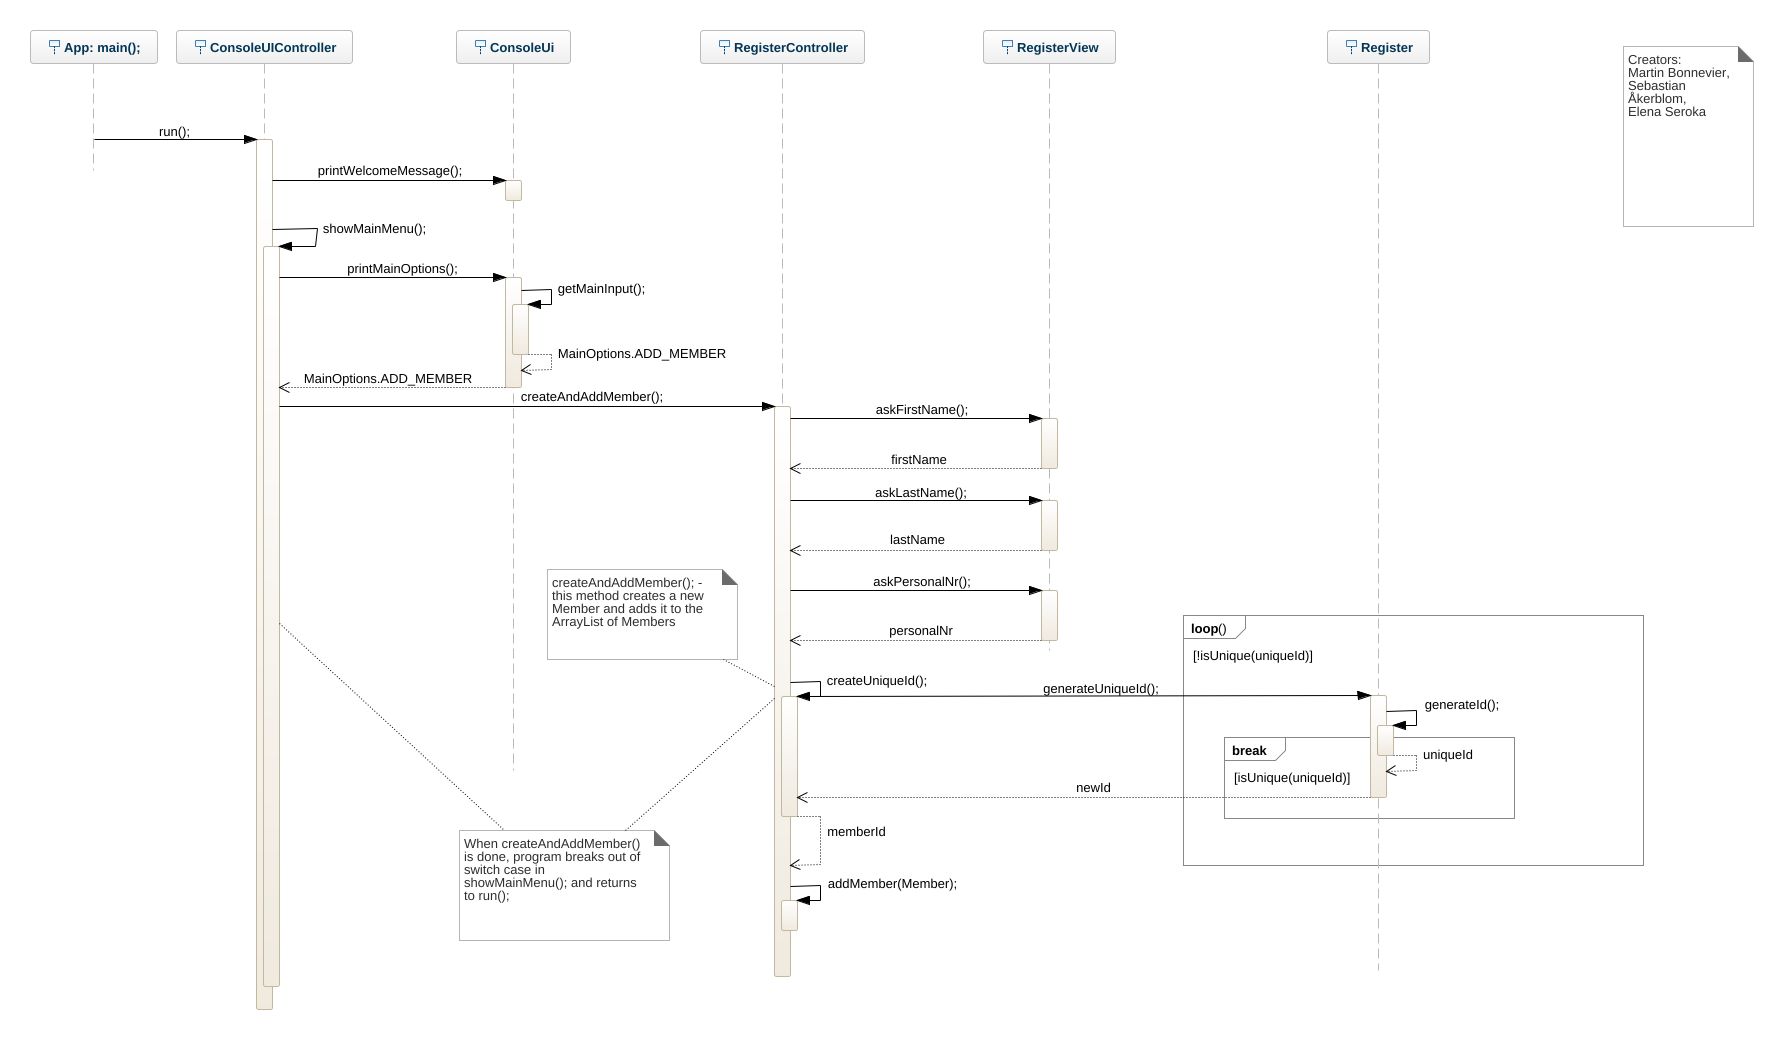 App: main();
ConsoleUIController
ConsoleUi
RegisterController
RegisterView
Register
Creators:
Martin Bonnevier,
Sebastian
Åkerblom,
Elena Seroka
run();
printWelcomeMessage();
showMainMenu();
printMainOptions();
getMainInput();
MainOptions.ADD_MEMBER
MainOptions.ADD_MEMBER
createAndAddMember();
askFirstName();
firstName
askLastName();
lastName
createAndAddMember(); -
this method creates a new
Member and adds it to the
ArrayList of Members
askPersonalNr();
personalNr
loop()
[!isUnique(uniqueId)]
createUniqueId();
generateUniqueId();
generateId();
break
uniqueId
[isUnique(uniqueId)]
newId
memberId
When createAndAddMember()
is done, program breaks out of
switch case in
showMainMenu(); and returns
to run();
addMember(Member);